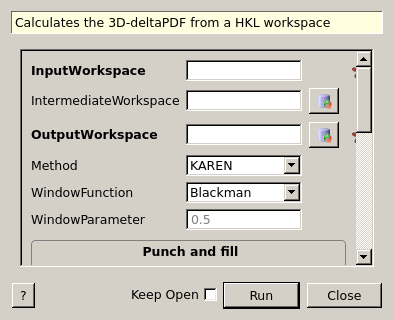 Calculates the 3D-deltaPDF from a HKL workspace
InputWorkspace
IntermediateWorkspace
OutputWorkspace
Method KAREN
WindowFunction Blackman
WindowParameter 0.5
Punch and fill
? Keep Open Run Close